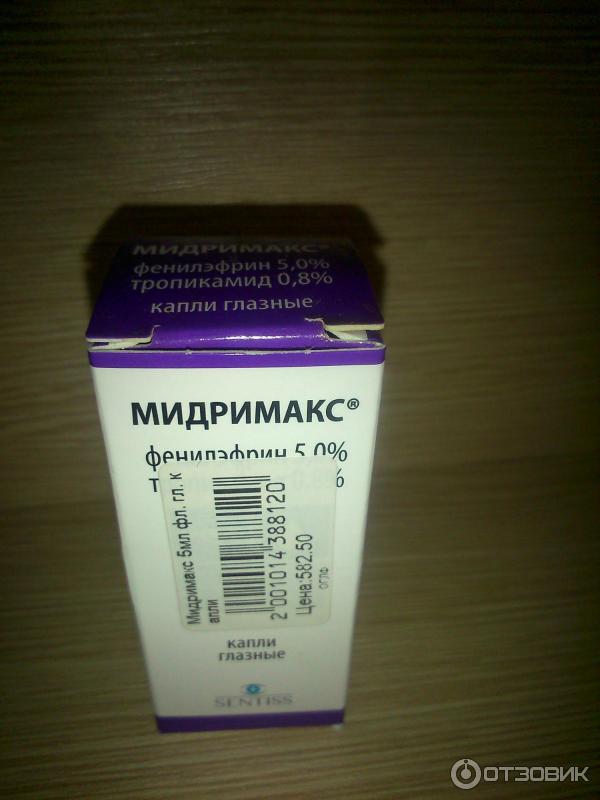 МИДРИМАКС®
фенилэфрин 5,0%
тропикамид 0,8%
капли глазные
МИДРИМАКС®
фенилэфрин 5,0%
Мидримакс 5мл фл. гл. к
апли
2 001014 388120
Цена:582.50
оглф
капли
глазные
SENTISS
ОТЗОВИК